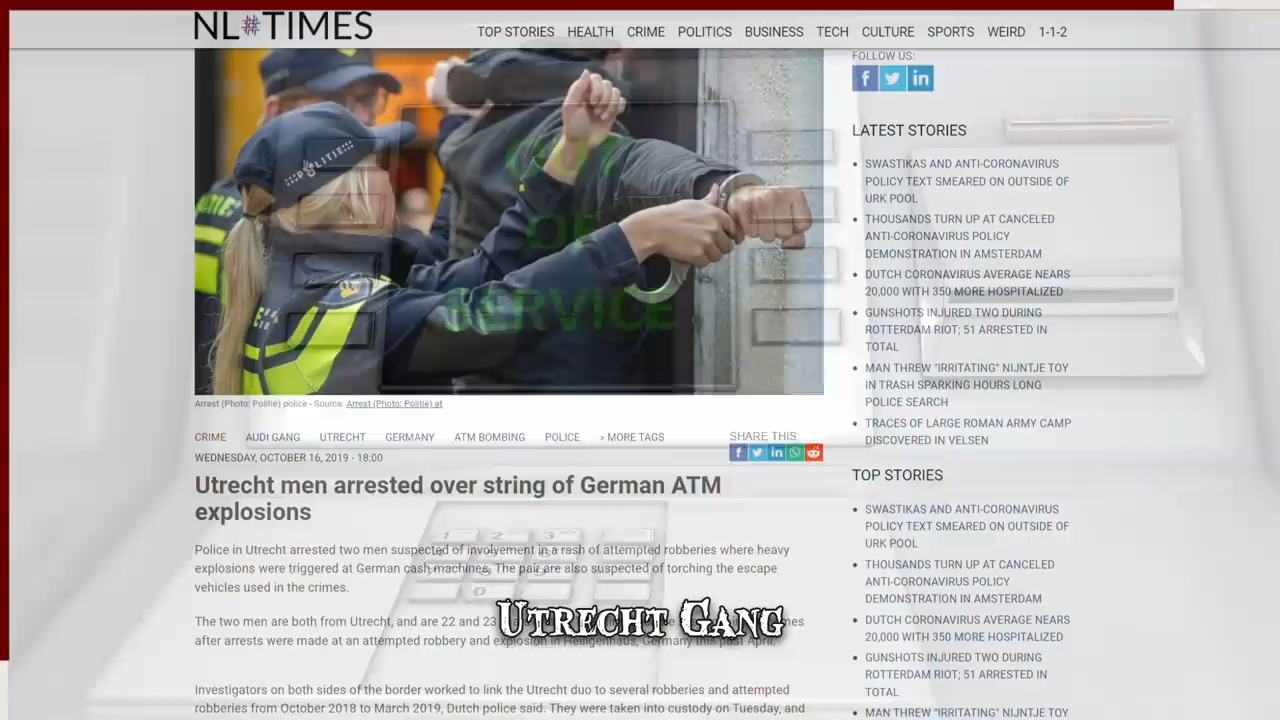 NL#TIMES
TOP STORIES HEALTH CRIME POLITICS BUSINESS TECH CULTURE SPORTS WEIRD 1-1-2
POLITIE
OUT
OF
SERVICE
Arrest (Photo: Politie) police - Source: Arrest (Photo: Politie) at
CRIME AUDI GANG UTRECHT GERMANY ATM BOMBING POLICE » MORE TAGS
SHARE THIS:
WEDNESDAY, OCTOBER 16, 2019 - 18:00
Utrecht men arrested over string of German ATM
explosions
Police in Utrecht arrested two men suspected of involvement in a rash of attempted robberies where heavy
explosions were triggered at German cash machines. The pair are also suspected of torching the escape
vehicles used in the crimes.
The two men are both from Utrecht, and are 22 and 23
after arrests were made at an attempted robbery and explosion in Heiligenhaus, Germany this past April.
UTRECHT GANG
Investigators on both sides of the border worked to link the Utrecht duo to several robberies and attempted
robberies from October 2018 to March 2019, Dutch police said. They were taken into custody on Tuesday, and
FOLLOW US:
LATEST STORIES
• SWASTIKAS AND ANTI-CORONAVIRUS
POLICY TEXT SMEARED ON OUTSIDE OF
URK POOL
• THOUSANDS TURN UP AT CANCELED
ANTI-CORONAVIRUS POLICY
DEMONSTRATION IN AMSTERDAM
• DUTCH CORONAVIRUS AVERAGE NEARS
20,000 WITH 350 MORE HOSPITALIZED
• GUNSHOTS INJURED TWO DURING
ROTTERDAM RIOT; 51 ARRESTED IN
TOTAL
• MAN THREW "IRRITATING" NIJNTJE TOY
IN TRASH SPARKING HOURS LONG
POLICE SEARCH
• TRACES OF LARGE ROMAN ARMY CAMP
DISCOVERED IN VELSEN
TOP STORIES
• SWASTIKAS AND ANTI-CORONAVIRUS
POLICY TEXT SMEARED ON OUTSIDE OF
URK POOL
• THOUSANDS TURN UP AT CANCELED
ANTI-CORONAVIRUS POLICY
DEMONSTRATION IN AMSTERDAM
• DUTCH CORONAVIRUS AVERAGE NEARS
20,000 WITH 350 MORE HOSPITALIZED
• GUNSHOTS INJURED TWO DURING
ROTTERDAM RIOT; 51 ARRESTED IN
TOTAL
• MAN THREW "IRRITATING" NIJNTJE TOY